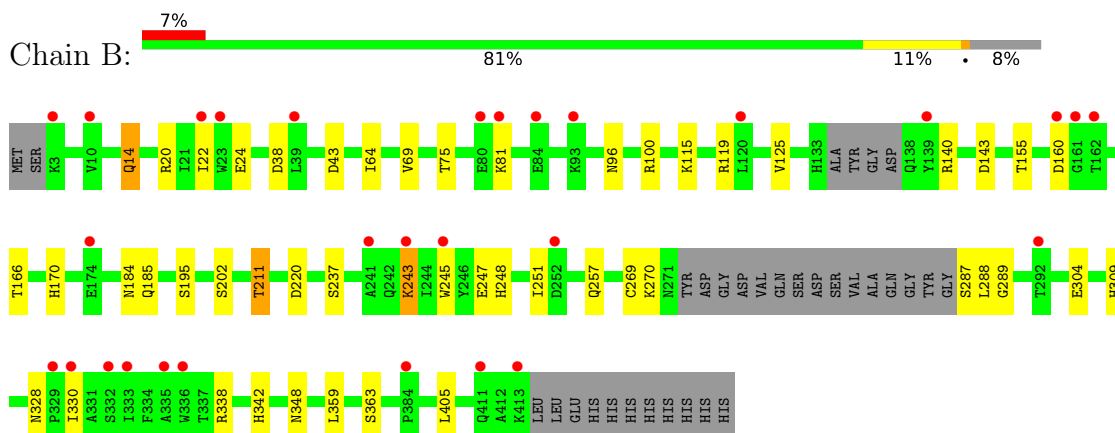 7%
Chain B:
81% 11% • 8%
MET SER K3 V10 Q14 R20 I21 I22 W23 E24 D38 L39 D43 I64 V69 T75 E80 K81 E84 K93 N96 R100 K115 R119 L120 V125 H133 ALA TYR GLY ASP Q138 Y139 R140 D143 T155 D160 G161 T162
T166 H170 E174 N184 Q185 S195 S202 T211 D220 S237 A241 Q242 K243 I244 W245 Y246 E247 H248 I251 D252 Q257 C269 K270 N271 TYR ASP GLY ASP VAL GLN SER ASP SER VAL ALA GLN GLY TYR GLY S287 L288 G289 T292 E304 H309
N328 P329 I330 A331 S332 I333 F334 A335 W336 T337 R338 H342 N348 L359 S363 P384 L405 Q411 A412 K413 LEU LEU GLU HIS HIS HIS HIS HIS HIS HIS HIS